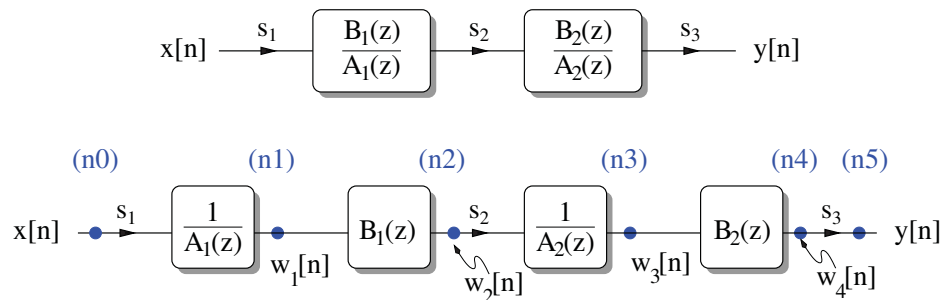 s₁ s₂ s₃
x[n] B₁(z) / A₁(z) B₂(z) / A₂(z) y[n]
(n0) (n1) (n2) (n3) (n4) (n5)
s₁ s₂ s₃
x[n] 1 / A₁(z) B₁(z) 1 / A₂(z) B₂(z) y[n]
w₁[n] w₂[n] w₃[n] w₄[n]